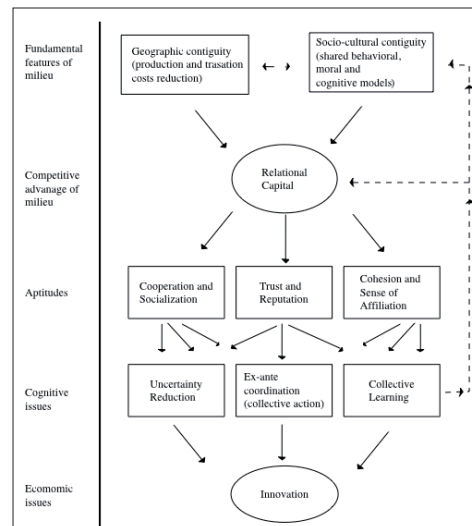 Fundamental
features of
milieu
Geographic contiguity
(production and trasation
costs reduction)
Socio-cultural contiguity
(shared behavioral,
moral and
cognitive models)
Competitive
advanage of
milieu
Relational
Capital
Aptitudes
Cooperation and
Socialization
Trust and
Reputation
Cohesion and
Sense of
Affiliation
Cognitive
issues
Uncertainty
Reduction
Ex-ante
coordination
(collective action)
Collective
Learning
Ecomomic
issues
Innovation